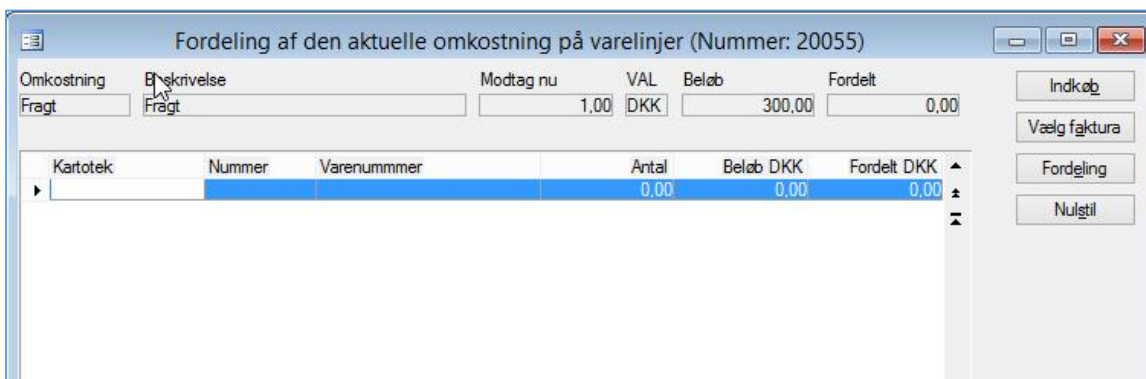 Fordeling af den aktuelle omkostning på varelinjer (Nummer: 20055)
Omkostning Beskrivelse Modtag nu VAL Beløb Fordelt
Fragt Fragt 1,00 DKK 300,00 0,00
Indkøb
Vælg faktura
Fordeling
Nulstil
Kartotek Nummer Varenummmer Antal Beløb DKK Fordelt DKK
0,00 0,00 0,00